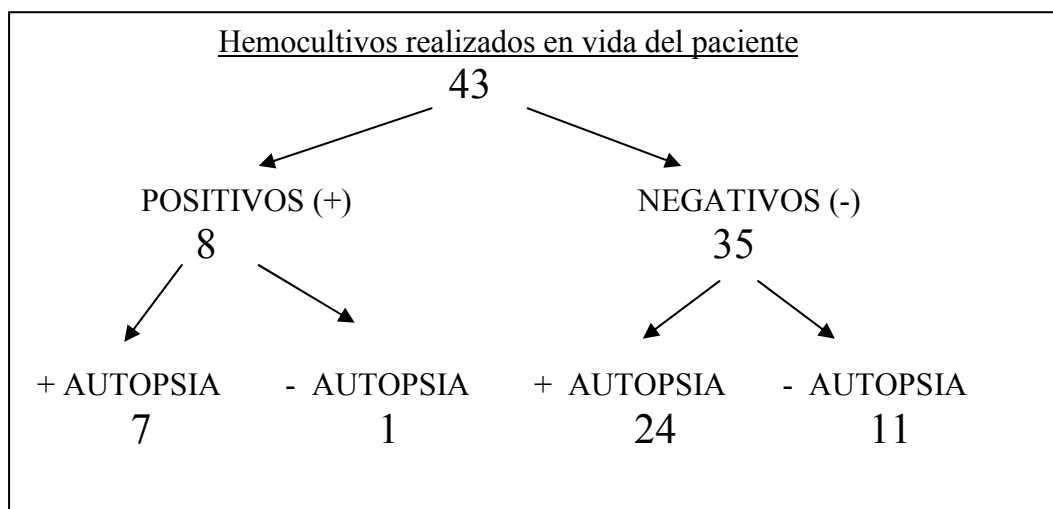 Hemocultivos realizados en vida del paciente
43
POSITIVOS (+) NEGATIVOS (-)
8 35
+ AUTOPSIA - AUTOPSIA + AUTOPSIA - AUTOPSIA
7 1 24 11